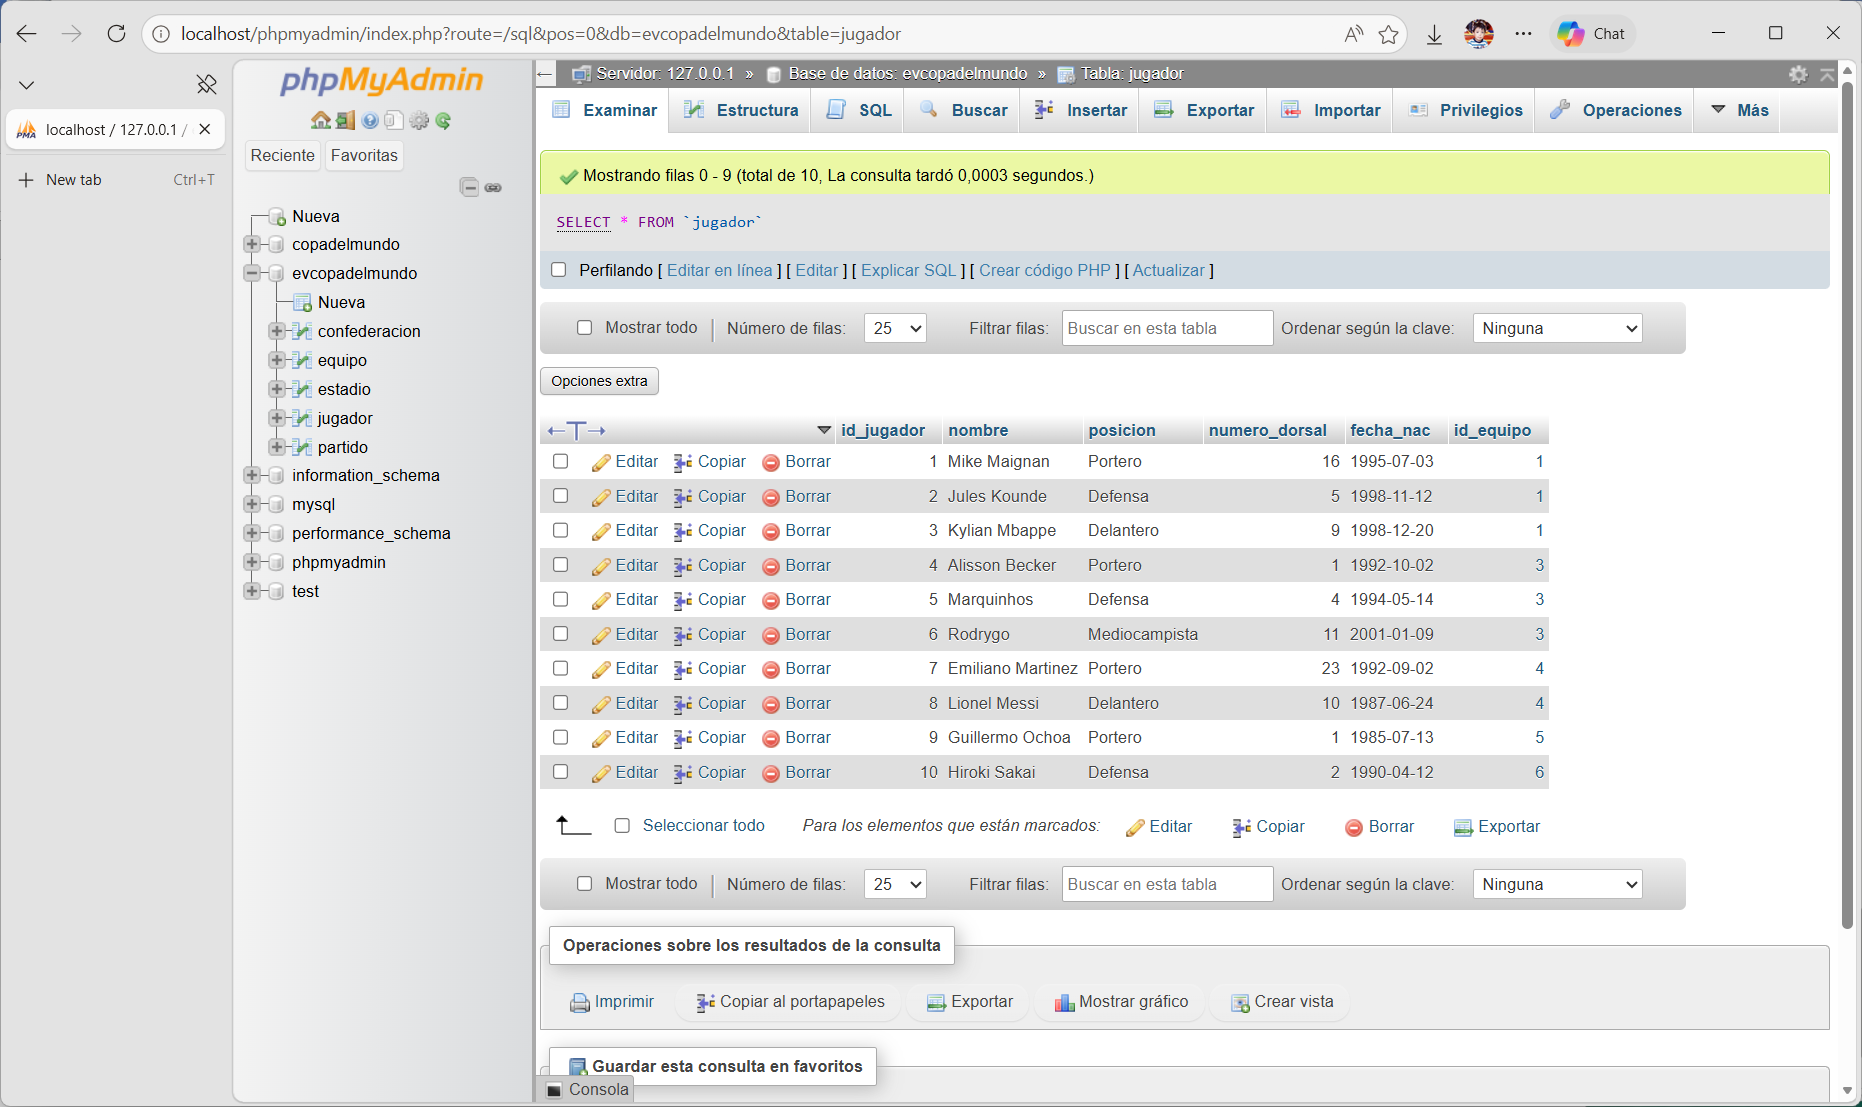 localhost/phpmyadmin/index.php?route=/sql&pos=0&db=evcopadelmundo&table=jugador
Chat
localhost / 127.0.0.1 /
New tab Ctrl+T
phpMyAdmin
Reciente Favoritas
Nueva
copadelmundo
evcopadelmundo
Nueva
confederacion
equipo
estadio
jugador
partido
information_schema
mysql
performance_schema
phpmyadmin
test
Servidor: 127.0.0.1 » Base de datos: evcopadelmundo » Tabla: jugador
Examinar Estructura SQL Buscar Insertar Exportar Importar Privilegios Operaciones Más
Mostrando filas 0 - 9 (total de 10, La consulta tardó 0,0003 segundos.)
SELECT * FROM `jugador`
Perfilando [ Editar en línea ] [ Editar ] [ Explicar SQL ] [ Crear código PHP ] [ Actualizar ]
Mostrar todo Número de filas: 25 Filtrar filas: Buscar en esta tabla Ordenar según la clave: Ninguna
Opciones extra
←T→ id_jugador nombre posicion numero_dorsal fecha_nac id_equipo
Editar Copiar Borrar 1 Mike Maignan Portero 16 1995-07-03 1
Editar Copiar Borrar 2 Jules Kounde Defensa 5 1998-11-12 1
Editar Copiar Borrar 3 Kylian Mbappe Delantero 9 1998-12-20 1
Editar Copiar Borrar 4 Alisson Becker Portero 1 1992-10-02 3
Editar Copiar Borrar 5 Marquinhos Defensa 4 1994-05-14 3
Editar Copiar Borrar 6 Rodrygo Mediocampista 11 2001-01-09 3
Editar Copiar Borrar 7 Emiliano Martinez Portero 23 1992-09-02 4
Editar Copiar Borrar 8 Lionel Messi Delantero 10 1987-06-24 4
Editar Copiar Borrar 9 Guillermo Ochoa Portero 1 1985-07-13 5
Editar Copiar Borrar 10 Hiroki Sakai Defensa 2 1990-04-12 6
Seleccionar todo Para los elementos que están marcados: Editar Copiar Borrar Exportar
Mostrar todo Número de filas: 25 Filtrar filas: Buscar en esta tabla Ordenar según la clave: Ninguna
Operaciones sobre los resultados de la consulta
Imprimir Copiar al portapapeles Exportar Mostrar gráfico Crear vista
Guardar esta consulta en favoritos
Consola